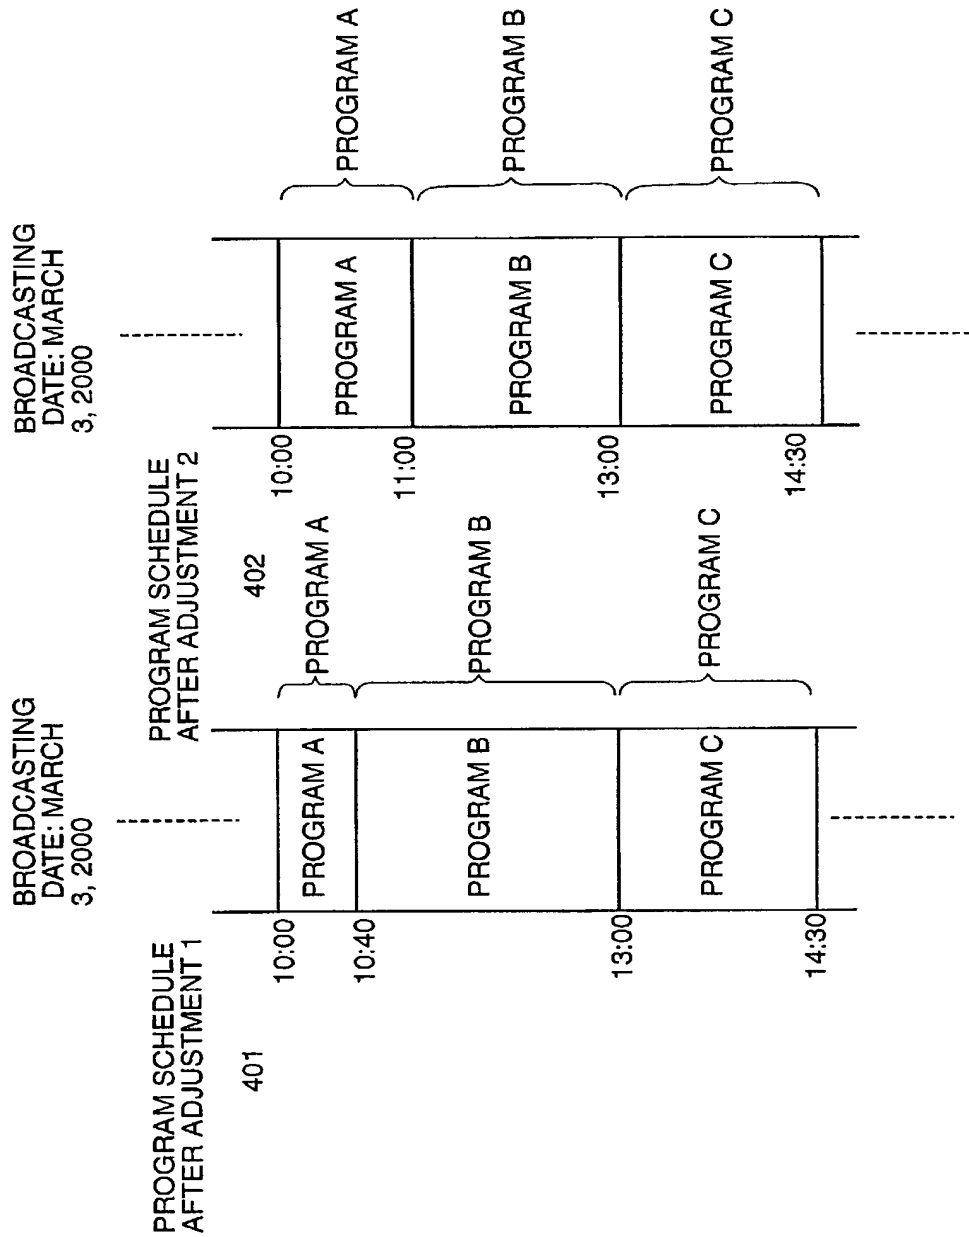 PROGRAM SCHEDULE
AFTER ADJUSTMENT 1
401
BROADCASTING
DATE: MARCH
3, 2000
10:00
10:40
13:00
14:30
PROGRAM A
PROGRAM B
PROGRAM C
PROGRAM A
PROGRAM B
PROGRAM C
PROGRAM SCHEDULE
AFTER ADJUSTMENT 2
402
BROADCASTING
DATE: MARCH
3, 2000
10:00
11:00
13:00
14:30
PROGRAM A
PROGRAM B
PROGRAM C
PROGRAM A
PROGRAM B
PROGRAM C